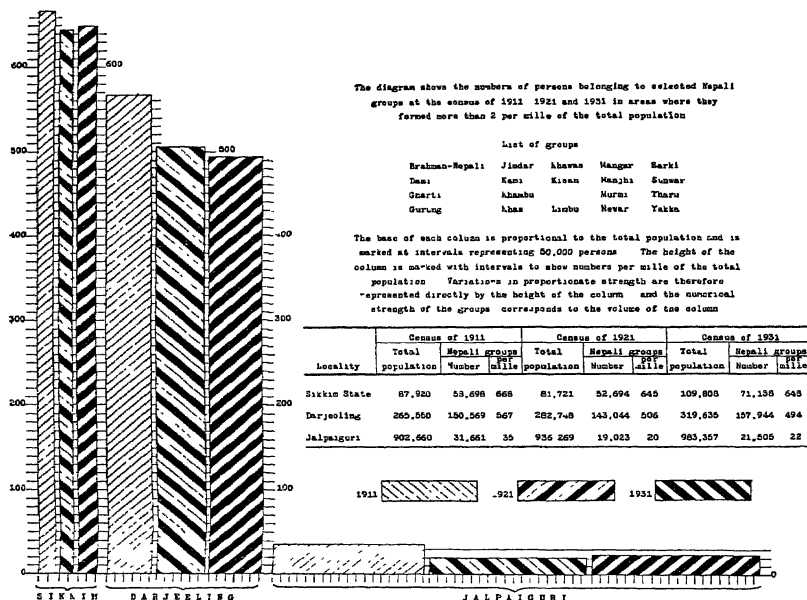 The diagram shows the numbers of persons belonging to selected Nepali
groups at the census of 1911 1921 and 1931 in areas where they
formed more than 2 per mille of the total population
List of groups
Brahman-Nepali Jimdar Khawas Mangar Sarki
Dami Kami Kisan Manjhi Sunwar
Gharti Khambu Murmi Tharu
Gurung Khas Limbu Newar Yakka
The base of each column is proportional to the total population and is
marked at intervals representing 50,000 persons The height of the
column is marked with intervals to show numbers per mille of the total
population Variations in proportionate strength are therefore
represented directly by the height of the column and the numerical
strength of the groups corresponds to the volume of the column
Census of 1911 Census of 1921 Census of 1931
Total Nepali groups Total Nepali groups Total Nepali groups
Locality population Number per mille population Number per mille population Number per mille
Sikkim State 87,920 58,698 668 81,721 52,694 645 109,808 71,138 648
Darjeeling 265,550 150,569 567 282,748 143,044 506 319,635 157,944 494
Jalpaiguri 902,660 31,661 35 936 269 19,023 20 983,357 21,505 22
1911 1921 1931
600 600
500 500
400 400
300 300
200 200
100 100
0 0
SIKKIM DARJEELING JALPAIGURI